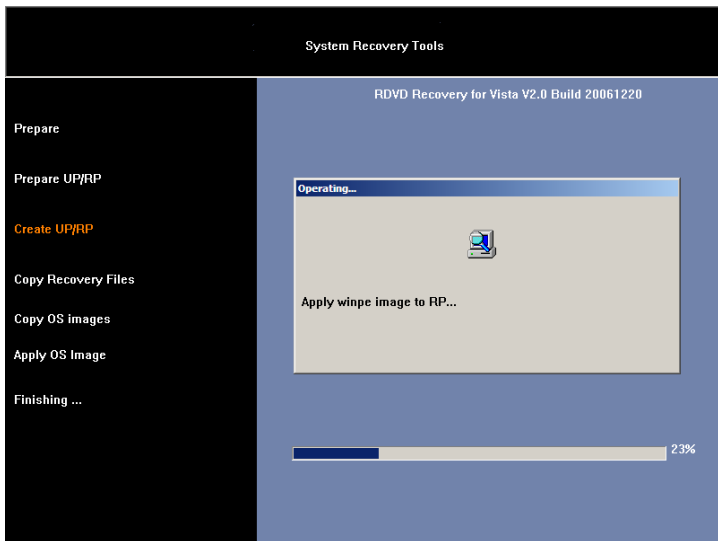 System Recovery Tools
RDVD Recovery for Vista V2.0 Build 20061220
Prepare
Prepare UP/RP
Create UP/RP
Copy Recovery Files
Copy OS images
Apply OS Image
Finishing ...
Operating...
Apply winpe image to RP...
23%